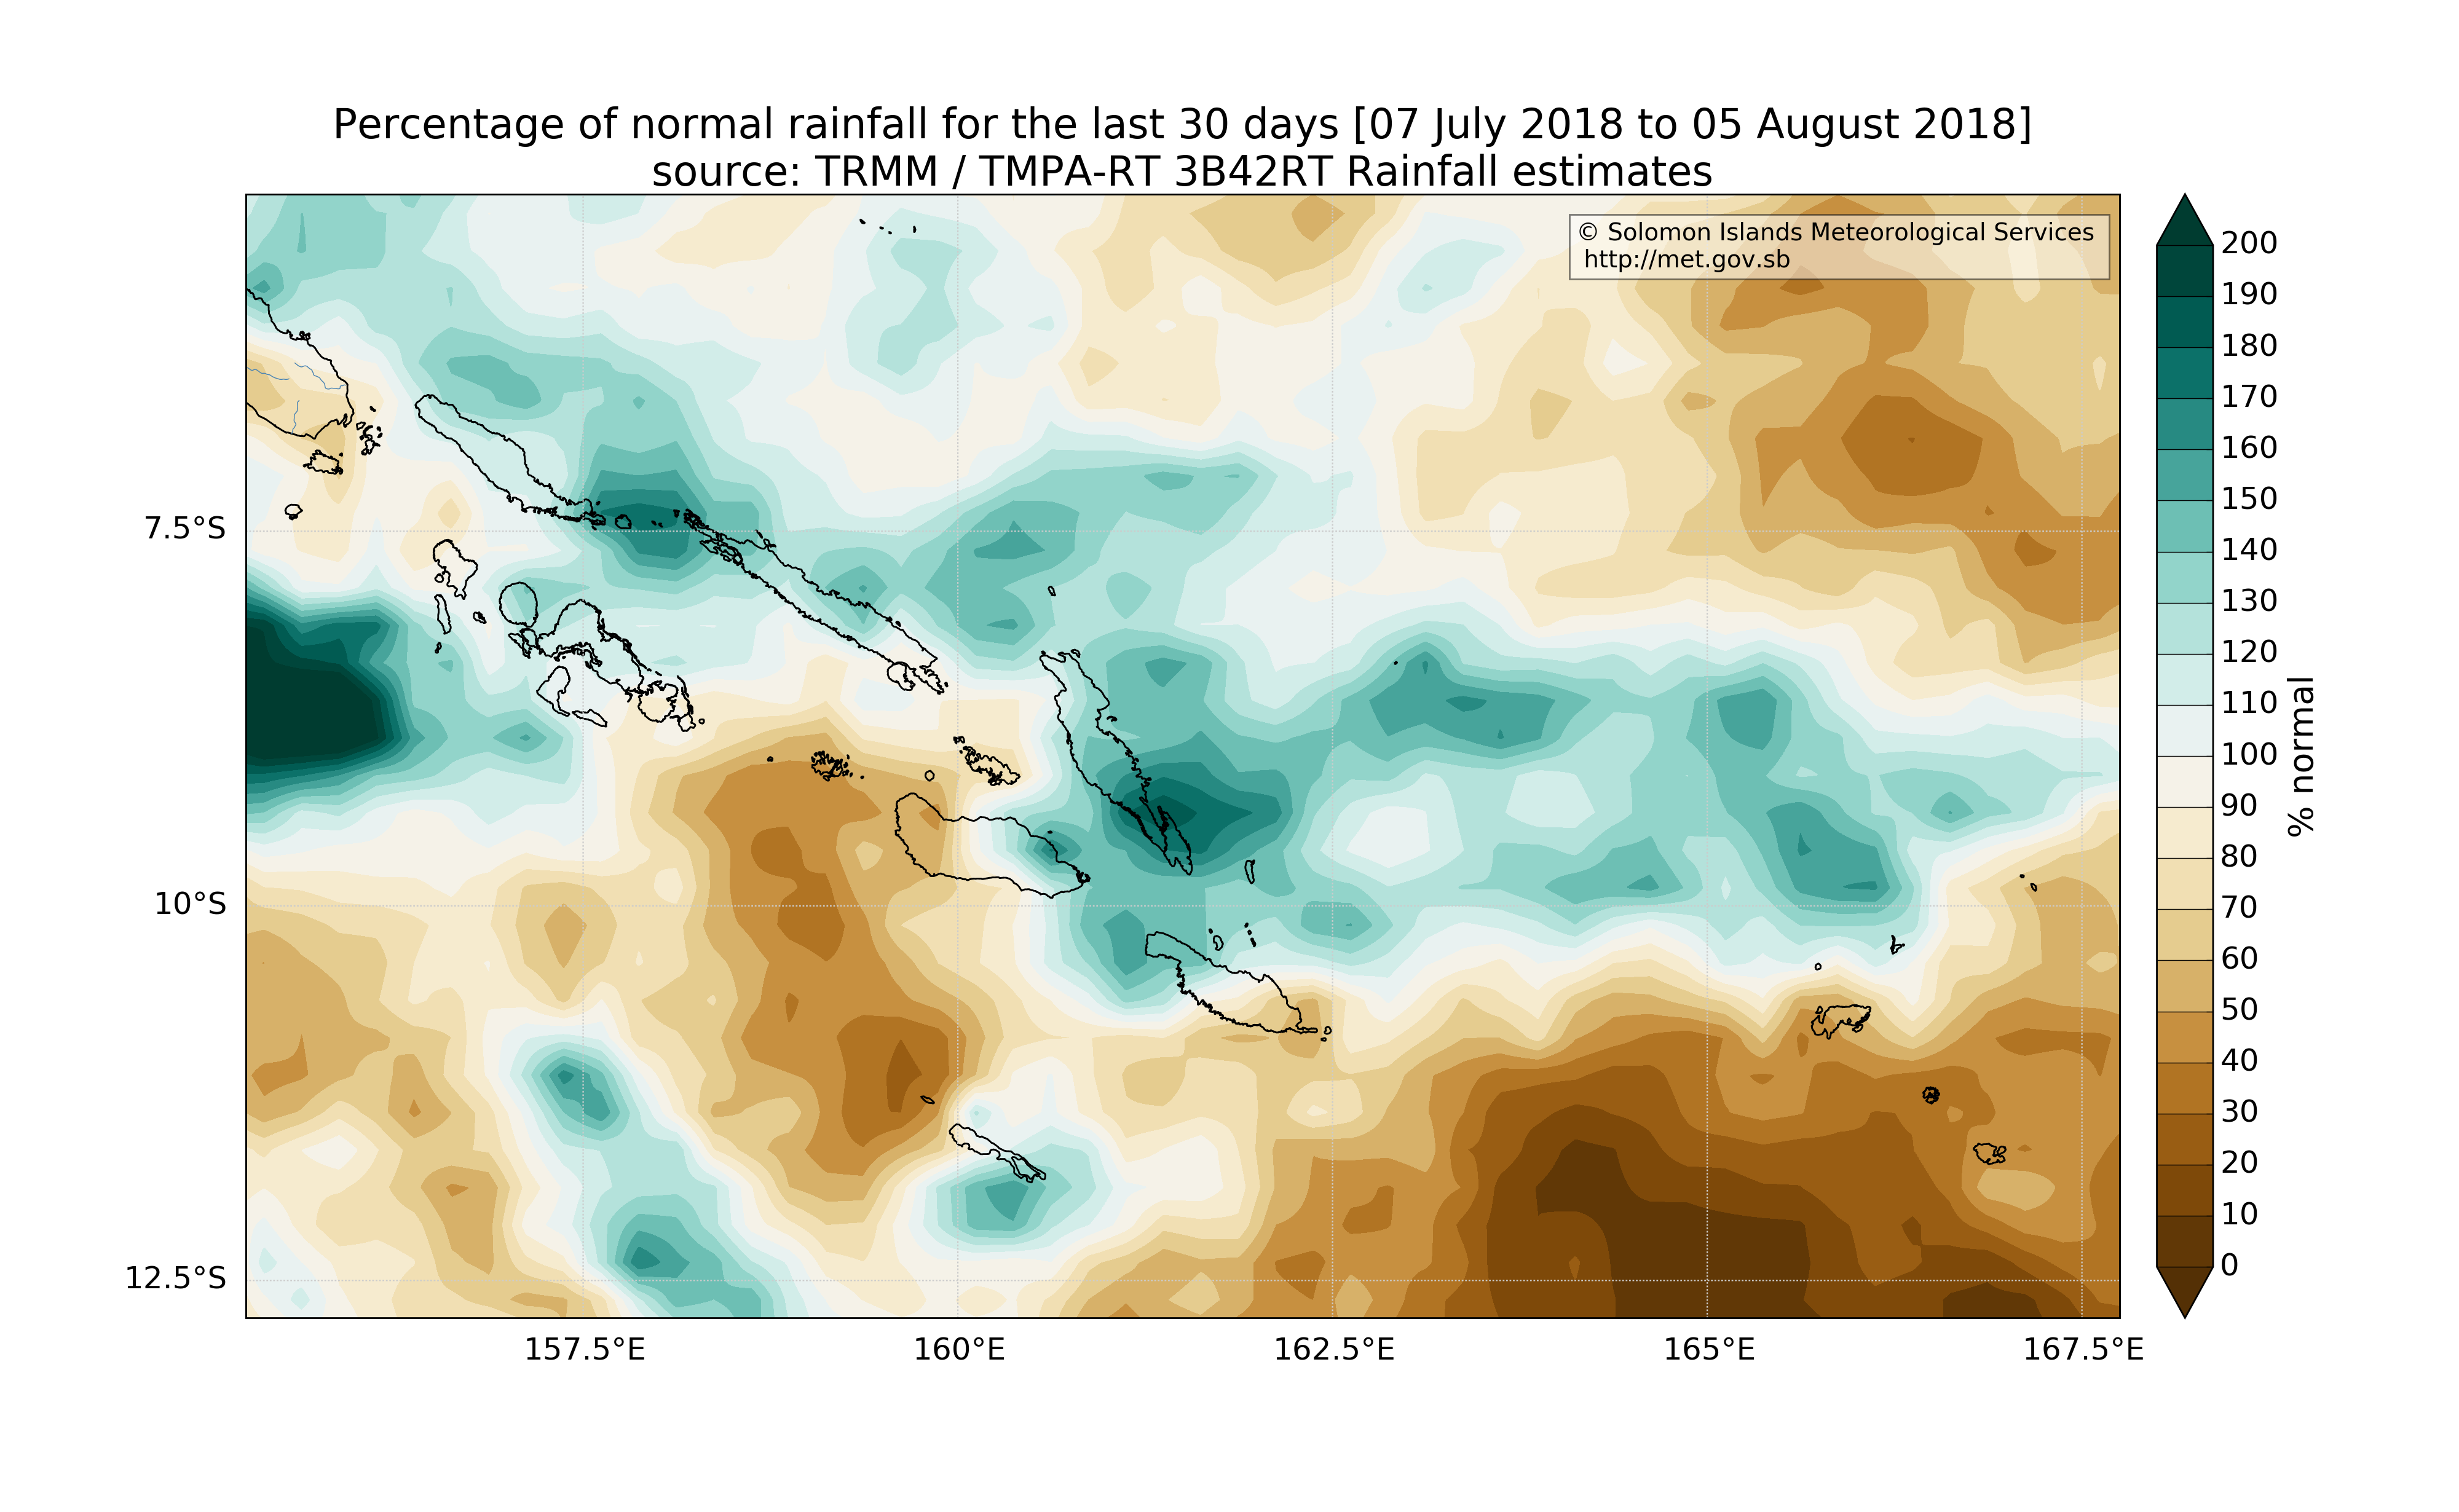 Percentage of normal rainfall for the last 30 days [07 July 2018 to 05 August 2018]
source: TRMM / TMPA-RT 3B42RT Rainfall estimates
© Solomon Islands Meteorological Services
http://met.gov.sb
7.5°S
10°S
12.5°S
157.5°E
160°E
162.5°E
165°E
167.5°E
200
190
180
170
160
150
140
130
120
110
100
90
80
70
60
50
40
30
20
10
0
% normal